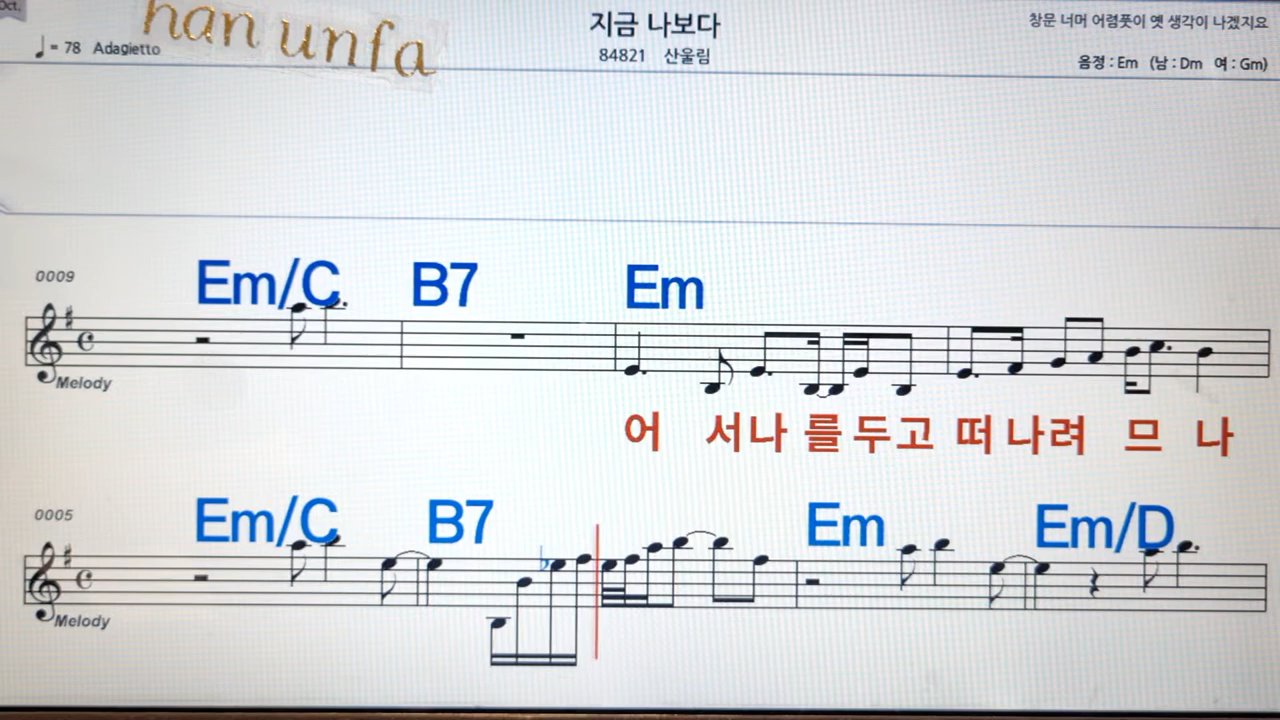 Oct.
han unfa
지금 나보다
창문 너머 어렴풋이 옛 생각이 나겠지요
♩ = 78 Adagietto
84821 산울림
음정 : Em (남 : Dm 여 : Gm)
0009
Em/C B7 Em
Melody
어 서나 를 두고 떠 나려 므 나
0005
Em/C B7 Em Em/D
Melody